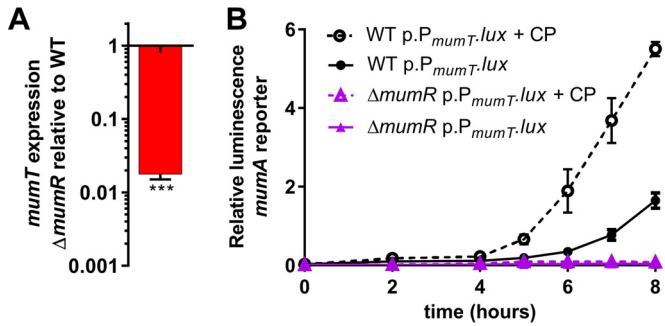 A
mumT expression
ΔmumR relative to WT
1
0.1
0.01
0.001
***
B
Relative luminescence
mumA reporter
6
4
2
0
0
2
4
6
8
time (hours)
WT p.PmumT.lux + CP
WT p.PmumT.lux
ΔmumR p.PmumT.lux + CP
ΔmumR p.PmumT.lux